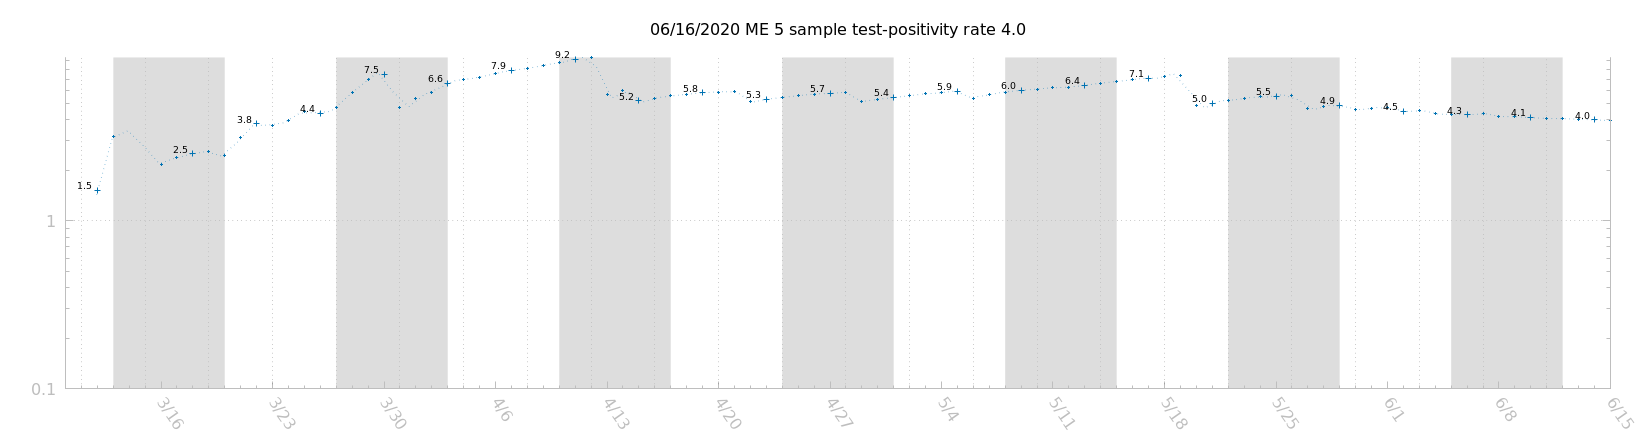 06/16/2020 ME 5 sample test-positivity rate 4.0
1.5 2.5 3.8 4.4 7.5 6.6 7.9 9.2 5.2 5.8 5.3 5.7 5.4 5.9 6.0 6.4 7.1 5.0 5.5 4.9 4.5 4.3 4.1 4.0
1
0.1
3/16 3/23 3/30 4/6 4/13 4/20 4/27 5/4 5/11 5/18 5/25 6/1 6/8 6/15